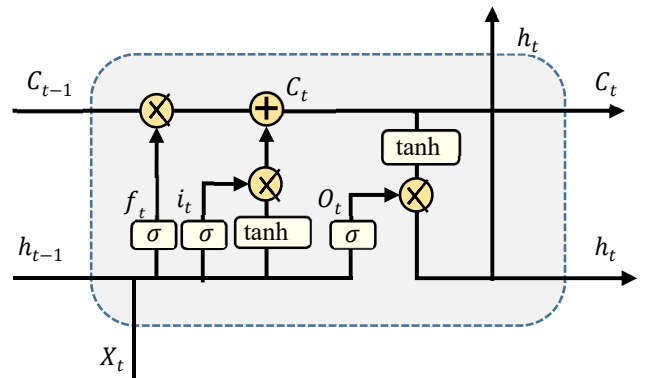 h_t
C_{t-1}
C_t
C_t
tanh
f_t
i_t
O_t
σ
σ
tanh
σ
h_{t-1}
h_t
X_t